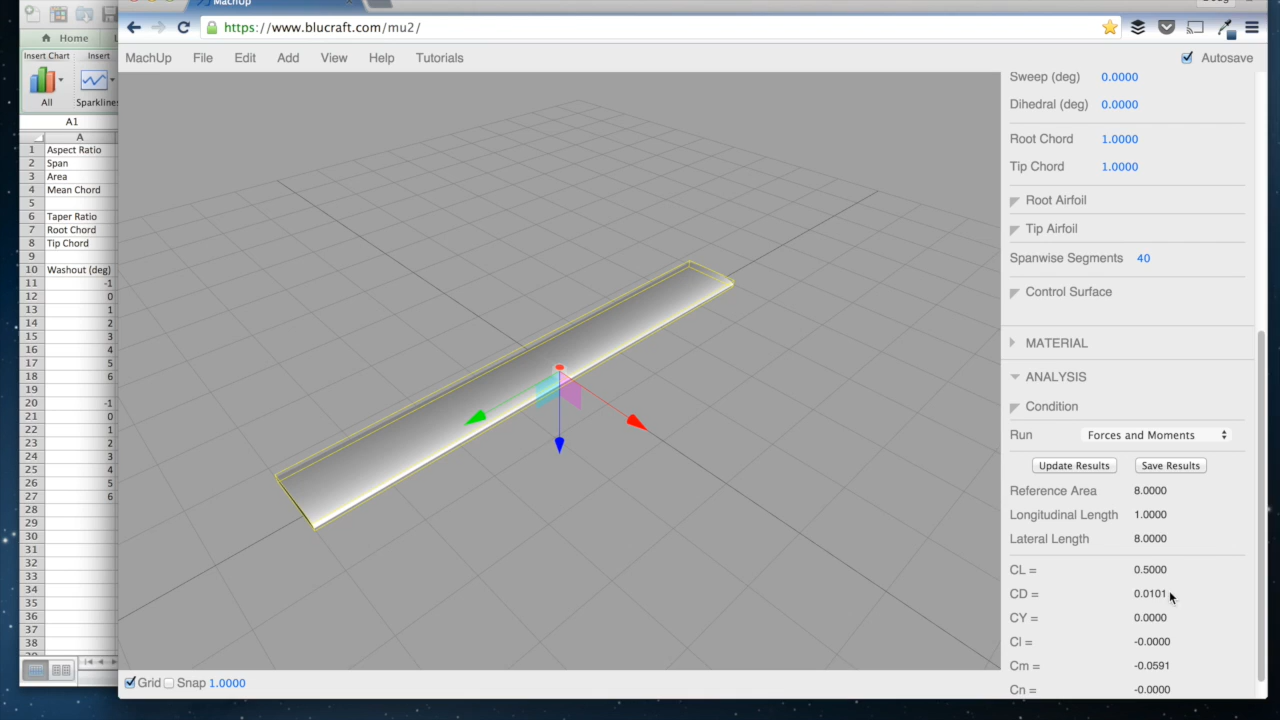 MachUp
https://www.blucraft.com/mu2/
Home
Insert Chart Insert
All Sparklines
A1
A
1 Aspect Ratio
2 Span
3 Area
4 Mean Chord
5
6 Taper Ratio
7 Root Chord
8 Tip Chord
9
10 Washout (deg)
11 -1
12 0
13 1
14 2
15 3
16 4
17 5
18 6
19
20 -1
21 0
22 1
23 2
24 3
25 4
26 5
27 6
28
29
30
31
32
33
34
35
36
37
38
MachUp File Edit Add View Help Tutorials Autosave
Sweep (deg) 0.0000
Dihedral (deg) 0.0000
Root Chord 1.0000
Tip Chord 1.0000
Root Airfoil
Tip Airfoil
Spanwise Segments 40
Control Surface
MATERIAL
ANALYSIS
Condition
Run Forces and Moments
Update Results Save Results
Reference Area 8.0000
Longitudinal Length 1.0000
Lateral Length 8.0000
CL = 0.5000
CD = 0.0101
CY = 0.0000
Cl = -0.0000
Cm = -0.0591
Cn = -0.0000
Grid Snap 1.0000